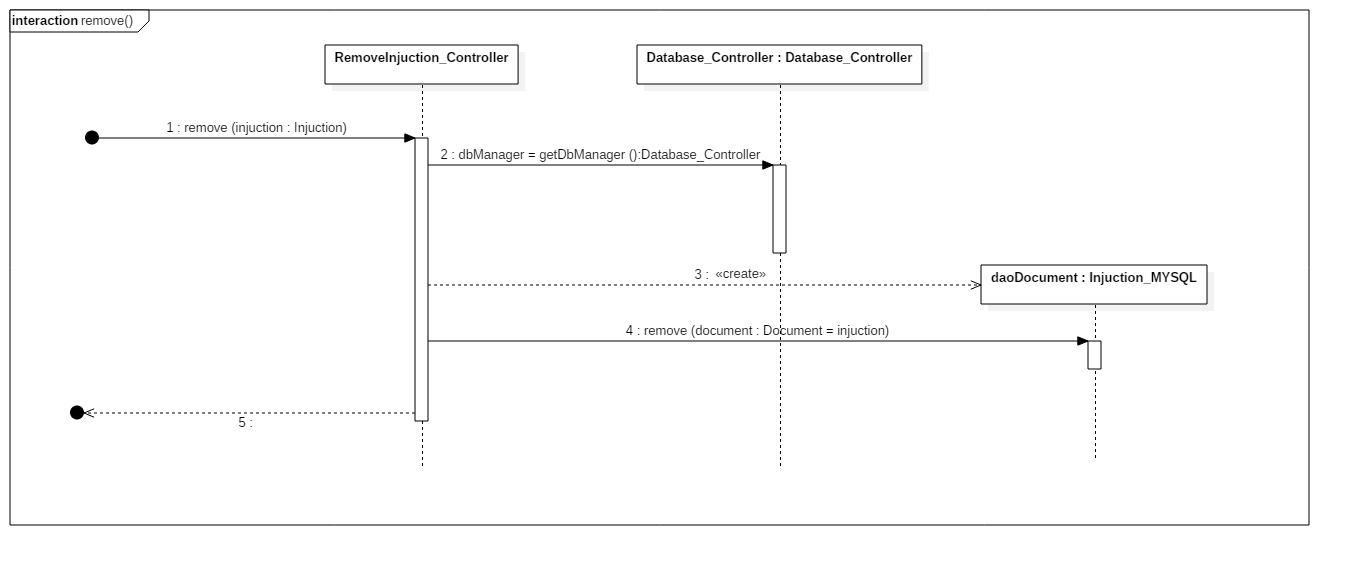 interaction remove()
RemoveInjuction_Controller
Database_Controller : Database_Controller
1 : remove (injuction : Injuction)
2 : dbManager = getDbManager ():Database_Controller
3 : «create»
daoDocument : Injuction_MYSQL
4 : remove (document : Document = injuction)
5 :